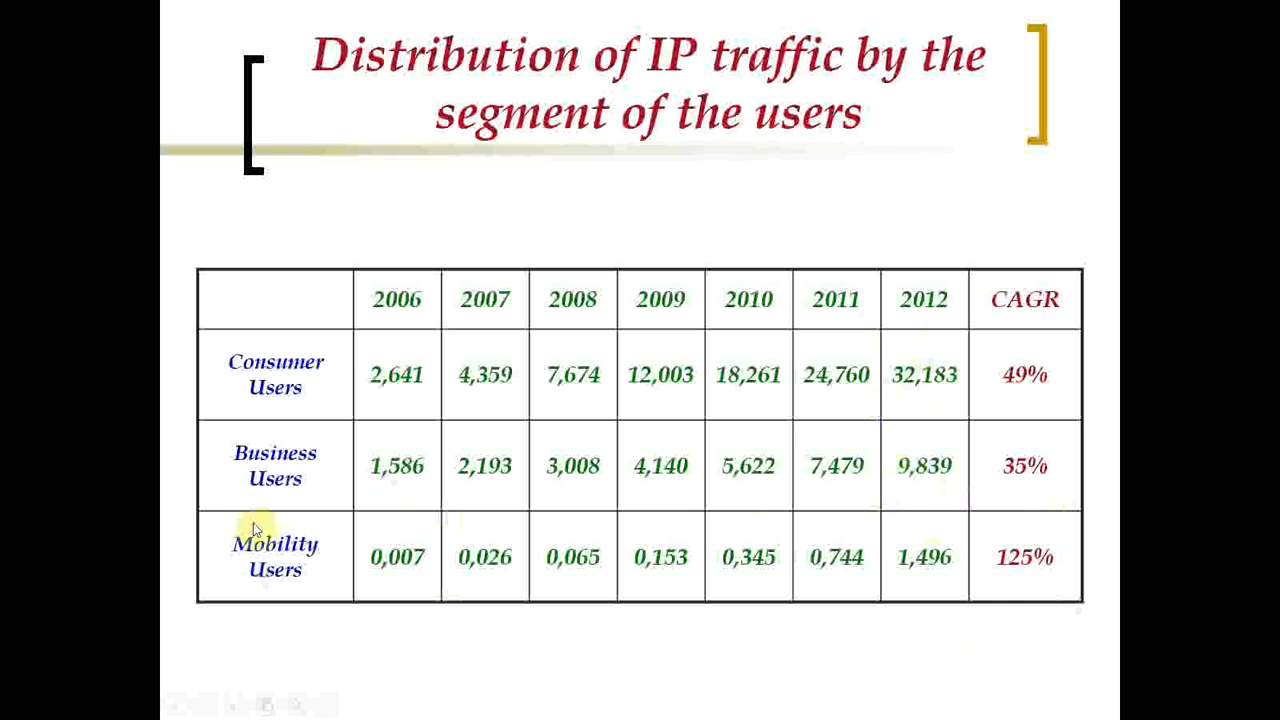 Distribution of IP traffic by the
segment of the users
2006 2007 2008 2009 2010 2011 2012 CAGR
Consumer
Users
2,641 4,359 7,674 12,003 18,261 24,760 32,183 49%
Business
Users
1,586 2,193 3,008 4,140 5,622 7,479 9,839 35%
Mobility
Users
0,007 0,026 0,065 0,153 0,345 0,744 1,496 125%